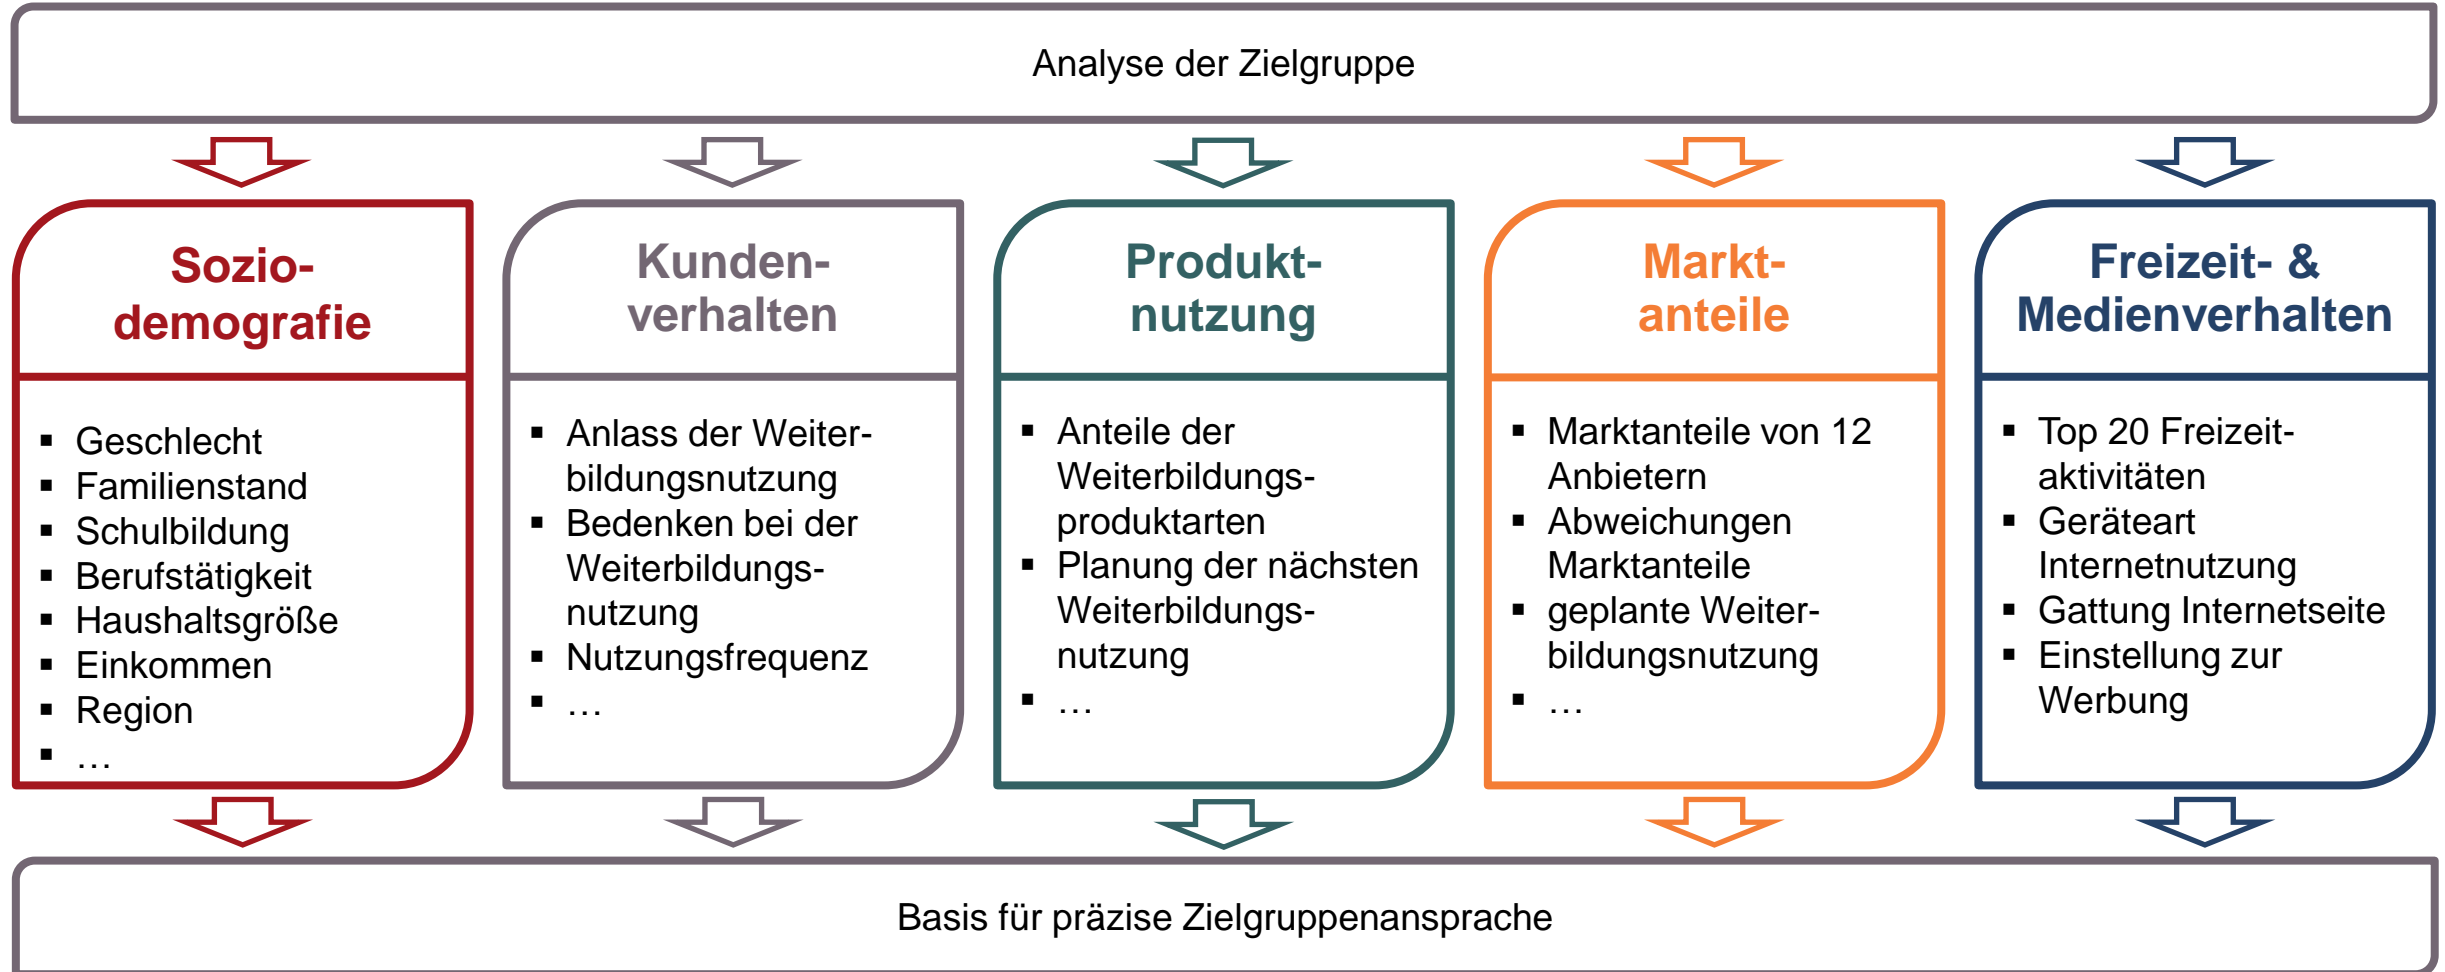 Analyse der Zielgruppe
Sozio-
demografie
▪ Geschlecht
▪ Familienstand
▪ Schulbildung
▪ Berufstätigkeit
▪ Haushaltsgröße
▪ Einkommen
▪ Region
▪ …
Kunden-
verhalten
▪ Anlass der Weiter-
bildungsnutzung
▪ Bedenken bei der
Weiterbildungs-
nutzung
▪ Nutzungsfrequenz
▪ …
Produkt-
nutzung
▪ Anteile der
Weiterbildungs-
produktarten
▪ Planung der nächsten
Weiterbildungs-
nutzung
▪ …
Markt-
anteile
▪ Marktanteile von 12
Anbietern
▪ Abweichungen
Marktanteile
▪ geplante Weiter-
bildungsnutzung
▪ …
Freizeit- &
Medienverhalten
▪ Top 20 Freizeit-
aktivitäten
▪ Geräteart
Internetnutzung
▪ Gattung Internetseite
▪ Einstellung zur
Werbung
Basis für präzise Zielgruppenansprache